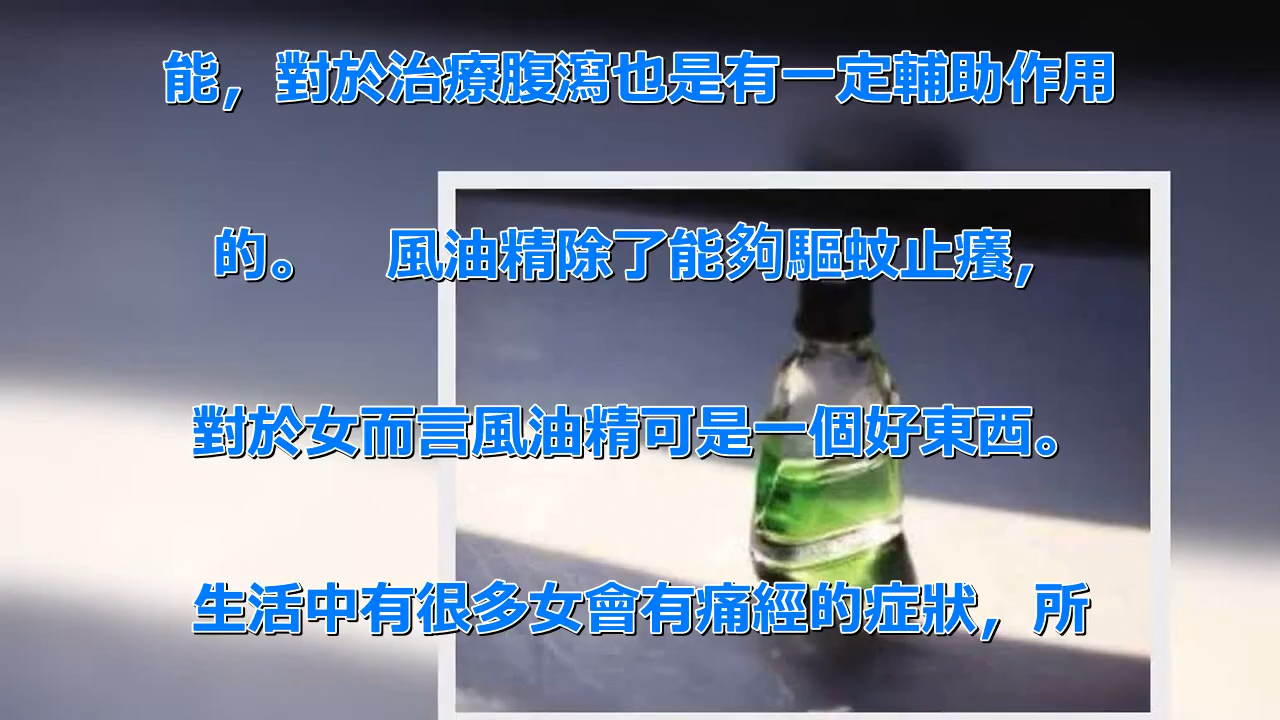 能，對於治療腹瀉也是有一定輔助作用
的。　風油精除了能夠驅蚊止癢，
對於女而言風油精可是一個好東西。
生活中有很多女會有痛經的症狀，所